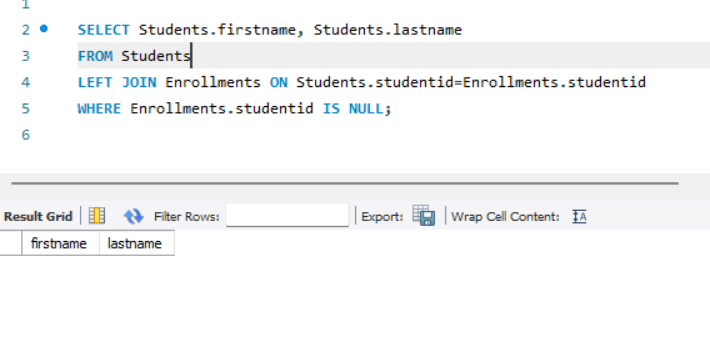 1
2 SELECT Students.firstname, Students.lastname
3 FROM Students
4 LEFT JOIN Enrollments ON Students.studentid=Enrollments.studentid
5 WHERE Enrollments.studentid IS NULL;
6
Result Grid Filter Rows: Export: Wrap Cell Content: IA
firstname lastname